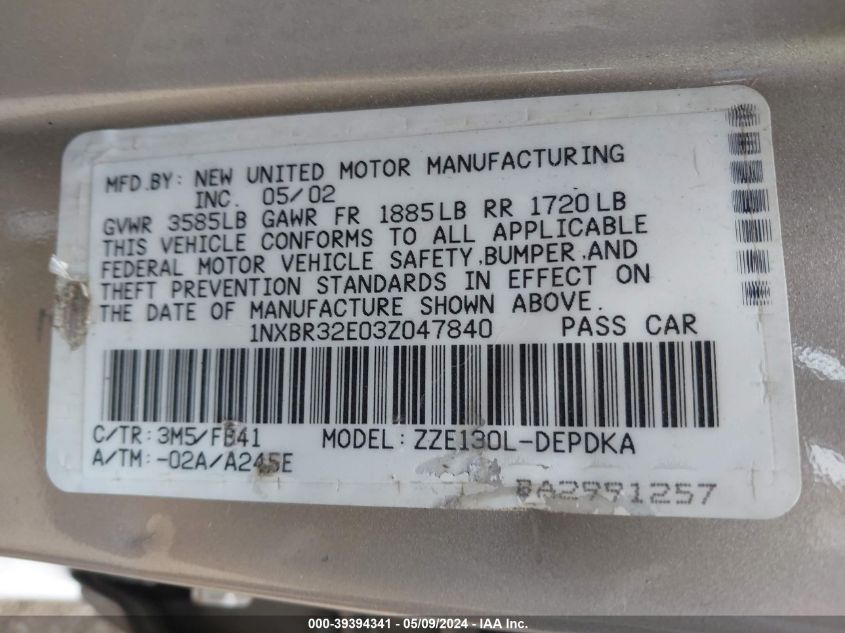 MFD.BY: NEW UNITED MOTOR MANUFACTURING
INC. 05/02
GVWR 3585LB GAWR FR 1885LB RR 1720LB
THIS VEHICLE CONFORMS TO ALL APPLICABLE
FEDERAL MOTOR VEHICLE SAFETY,BUMPER,AND
THEFT PREVENTION STANDARDS IN EFFECT ON
THE DATE OF MANUFACTURE SHOWN ABOVE.
1NXBR32E03Z047840 PASS CAR
C/TR:3M5/FB41 MODEL:ZZE130L-DEPDKA
A/TM:-02A/A245E
BA2991257
000-39394341 - 05/09/2024 - IAA Inc.